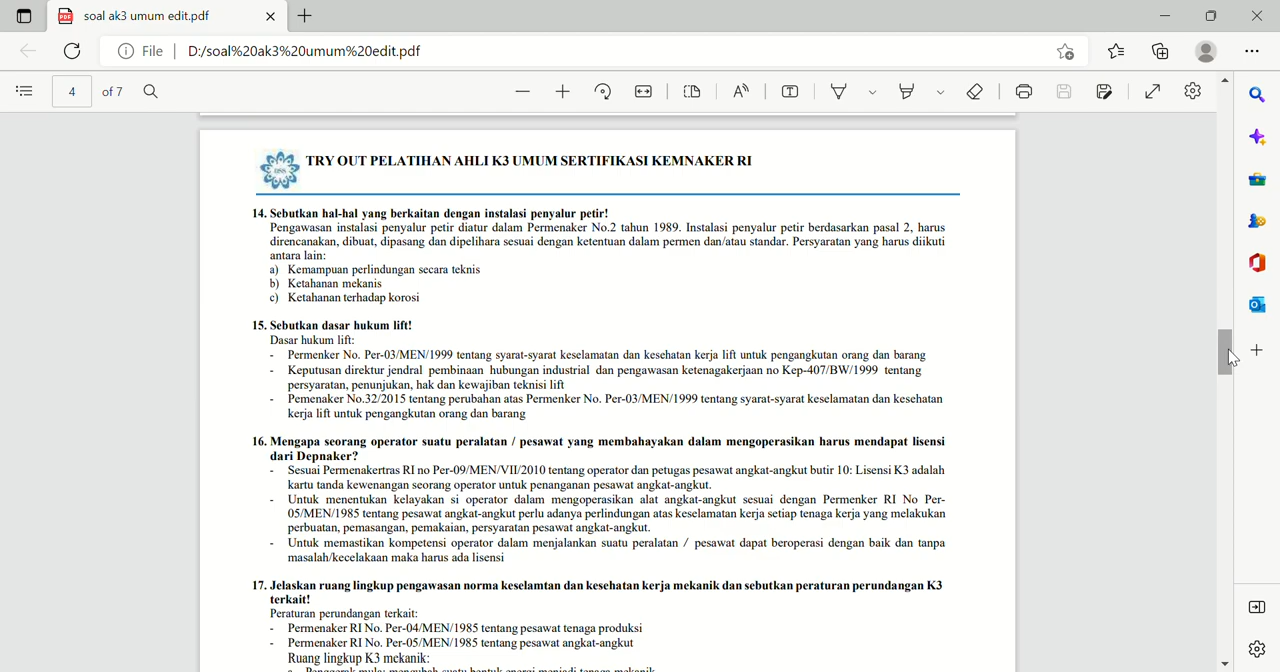 soal ak3 umum edit.pdf
File
D:/soal%20ak3%20umum%20edit.pdf
4 of 7
TRY OUT PELATIHAN AHLI K3 UMUM SERTIFIKASI KEMNAKER RI
14. Sebutkan hal-hal yang berkaitan dengan instalasi penyalur petir!
Pengawasan instalasi penyalur petir diatur dalam Permenaker No.2 tahun 1989. Instalasi penyalur petir berdasarkan pasal 2, harus
direncanakan, dibuat, dipasang dan dipelihara sesuai dengan ketentuan dalam permen dan/atau standar. Persyaratan yang harus diikuti
antara lain:
a) Kemampuan perlindungan secara teknis
b) Ketahanan mekanis
c) Ketahanan terhadap korosi
15. Sebutkan dasar hukum lift!
Dasar hukum lift:
- Permenker No. Per-03/MEN/1999 tentang syarat-syarat keselamatan dan kesehatan kerja lift untuk pengangkutan orang dan barang
- Keputusan direktur jendral pembinaan hubungan industrial dan pengawasan ketenagakerjaan no Kep-407/BW/1999 tentang
persyaratan, penunjukan, hak dan kewajiban teknisi lift
- Pemenaker No.32/2015 tentang perubahan atas Permenker No. Per-03/MEN/1999 tentang syarat-syarat keselamatan dan kesehatan
kerja lift untuk pengangkutan orang dan barang
16. Mengapa seorang operator suatu peralatan / pesawat yang membahayakan dalam mengoperasikan harus mendapat lisensi
dari Depnaker?
- Sesuai Permenakertras RI no Per-09/MEN/VII/2010 tentang operator dan petugas pesawat angkat-angkut butir 10: Lisensi K3 adalah
kartu tanda kewenangan seorang operator untuk penanganan pesawat angkat-angkut.
- Untuk menentukan kelayakan si operator dalam mengoperasikan alat angkat-angkut sesuai dengan Permenker RI No Per-
05/MEN/1985 tentang pesawat angkat-angkut perlu adanya perlindungan atas keselamatan kerja setiap tenaga kerja yang melakukan
perbuatan, pemasangan, pemakaian, persyaratan pesawat angkat-angkut.
- Untuk memastikan kompetensi operator dalam menjalankan suatu peralatan / pesawat dapat beroperasi dengan baik dan tanpa
masalah/kecelakaan maka harus ada lisensi
17. Jelaskan ruang lingkup pengawasan norma keselamtan dan kesehatan kerja mekanik dan sebutkan peraturan perundangan K3
terkait!
Peraturan perundangan terkait:
- Permenaker RI No. Per-04/MEN/1985 tentang pesawat tenaga produksi
- Permenaker RI No. Per-05/MEN/1985 tentang pesawat angkat-angkut
Ruang lingkup K3 mekanik: